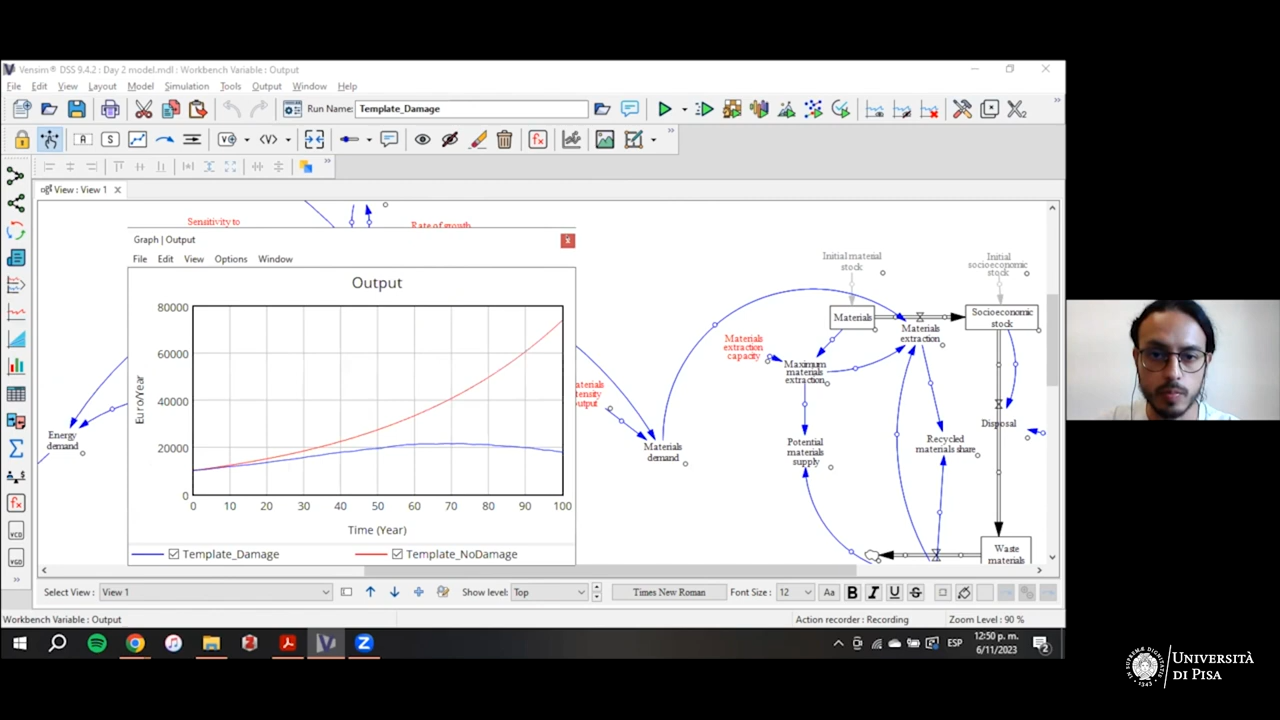 Vensim® DSS 9.4.2 : Day 2 model.mdl : Workbench Variable : Output
File Edit View Layout Model Simulation Tools Output Window Help
Run Name: Template_Damage
View : View 1
Sensitivity to
Rate of growth
Graph | Output
File Edit View Options Window
Output
80000
60000
40000
20000
0
Euro/Year
0 10 20 30 40 50 60 70 80 90 100
Time (Year)
Template_Damage
Template_NoDamage
Energy
demand
Materials
demand
Initial material
stock
Initial
socioeconomic
stock
Materials
Socioeconomic
stock
Materials
extraction
Materials
extraction
capacity
Maximum
materials
extraction
Potential
materials
supply
Recycled
materials share
Disposal
Waste
materials
Select View: View 1
Show level: Top
Times New Roman
Font Size: 12
Aa B I U S
Workbench Variable: Output
Action recorder : Recording
Zoom Level : 90 %
ESP
12:50 p. m.
6/11/2023
2
UNIVERSITÀ
DI PISA